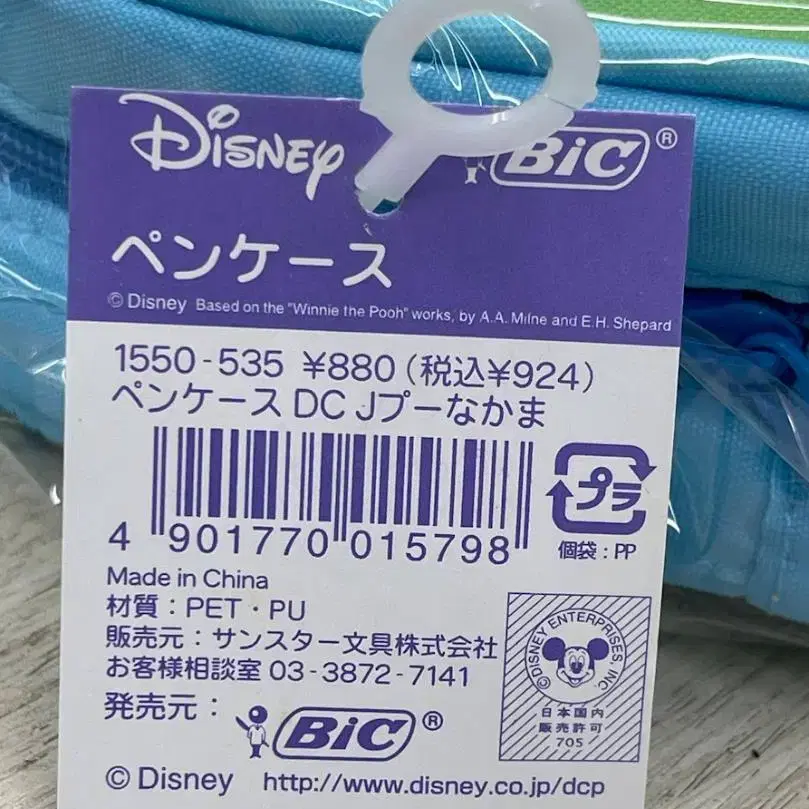 Disney BiC®
ペンケース
© Disney Based on the "Winnie the Pooh" works, by A.A. Milne and E.H. Shepard
1550-535 ¥880(税込¥924)
ペンケース DC Jプーなかま
プラ
個袋:PP
4 901770 015798
Made in China
材質:PET・PU
販売元:サンスター文具株式会社
お客様相談室 03-3872-7141
発売元: BiC®
©DISNEY ENTERPRISES, INC.
日本国内
販売許可
705
© Disney http://www.disney.co.jp/dcp